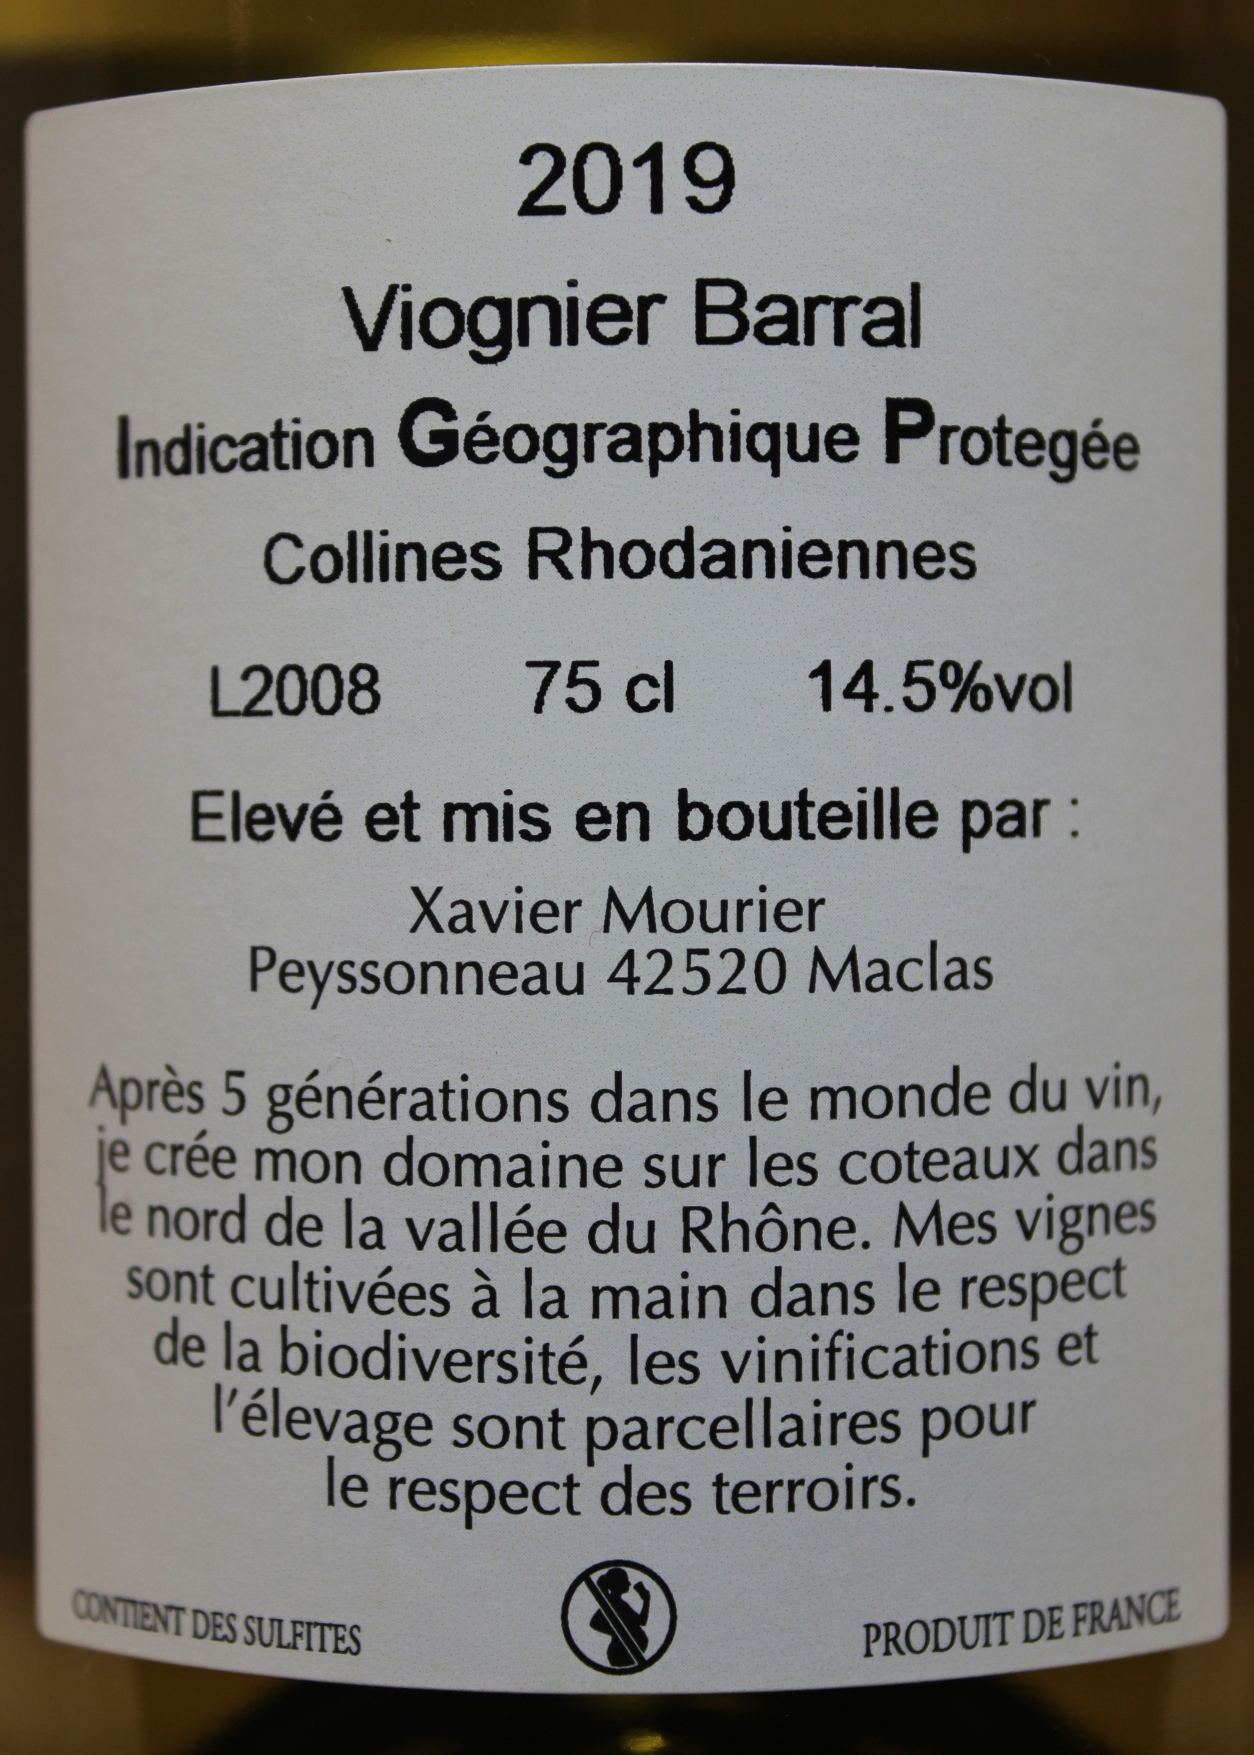 2019
Viognier Barral
Indication Géographique Protegée
Collines Rhodaniennes
L2008 75 cl 14.5%vol
Elevé et mis en bouteille par :
Xavier Mourier
Peyssonneau 42520 Maclas
Après 5 générations dans le monde du vin,
je crée mon domaine sur les coteaux dans
le nord de la vallée du Rhône. Mes vignes
sont cultivées à la main dans le respect
de la biodiversité, les vinifications et
l'élevage sont parcellaires pour
le respect des terroirs.
CONTIENT DES SULFITES PRODUIT DE FRANCE